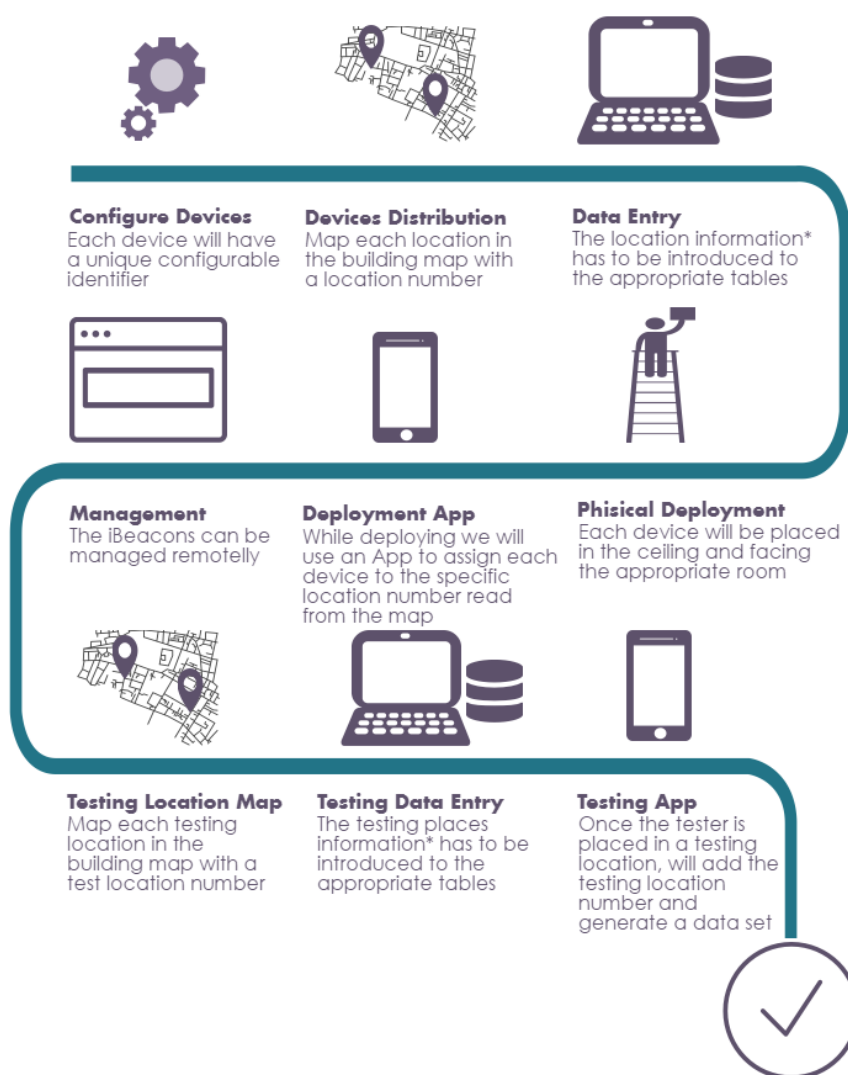 Configure Devices
Each device will have
a unique configurable
identifier
Devices Distribution
Map each location in
the building map with
a location number
Data Entry
The location information*
has to be introduced to
the appropriate tables
Management
The iBeacons can be
managed remotelly
Deployment App
While deploying we will
use an App to assign each
device to the specific
location number read
from the map
Phisical Deployment
Each device will be placed
in the ceiling and facing
the appropriate room
Testing Location Map
Map each testing
location in the
building map with a
test location number
Testing Data Entry
The testing places
information* has to be
introduced to the
appropriate tables
Testing App
Once the tester is
placed in a testing
location, will add the
testing location
number and
generate a data set